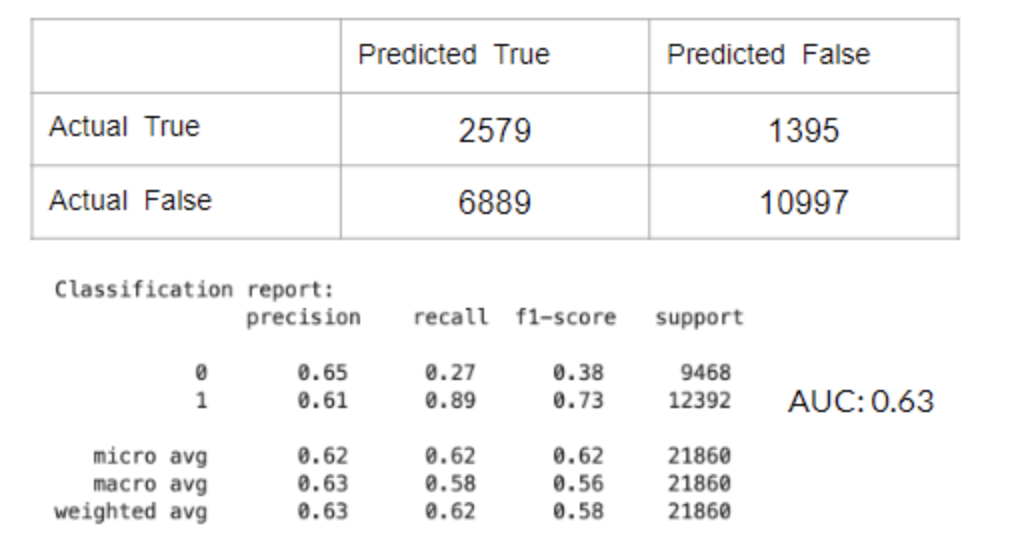 Predicted True Predicted False
Actual True 2579 1395
Actual False 6889 10997
Classification report:
precision recall f1-score support
0 0.65 0.27 0.38 9468
1 0.61 0.89 0.73 12392
AUC: 0.63
micro avg 0.62 0.62 0.62 21860
macro avg 0.63 0.58 0.56 21860
weighted avg 0.63 0.62 0.58 21860